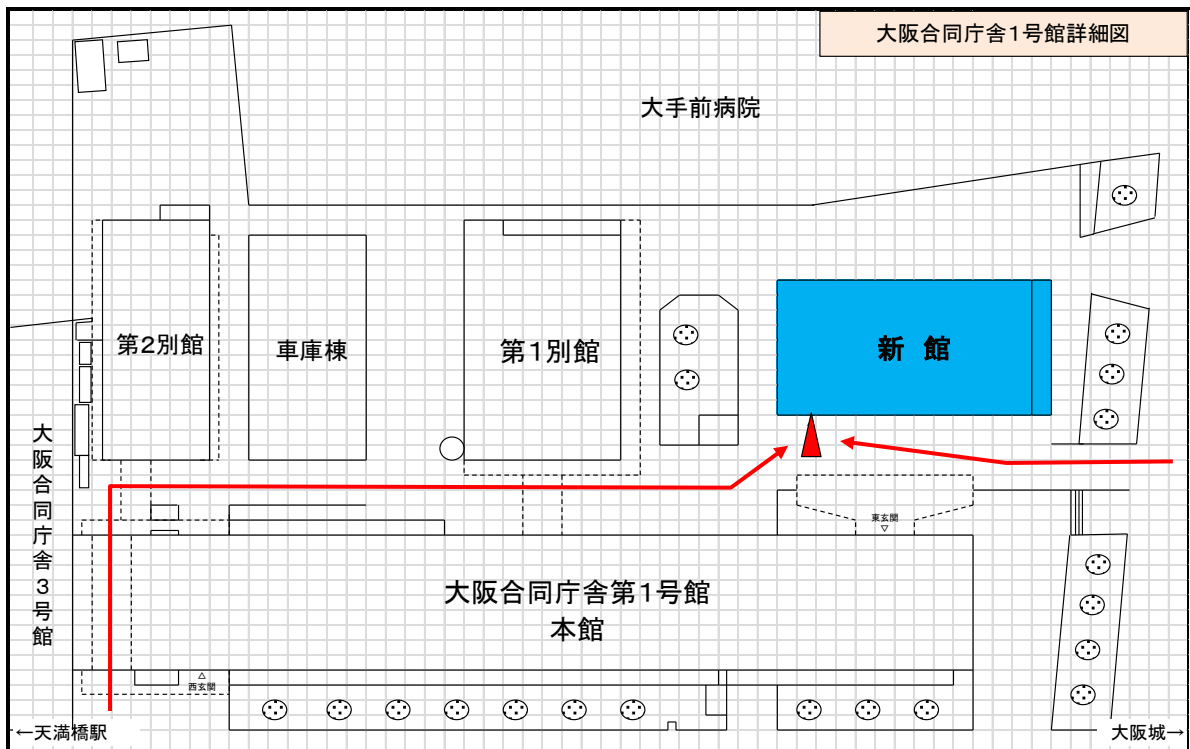 大阪合同庁舎1号館詳細図
大手前病院
第2別館
車庫棟
第1別館
新 館
大阪合同庁舎3号館
東玄関
▽
大阪合同庁舎第1号館
本館
△
西玄関
←天満橋駅
大阪城→